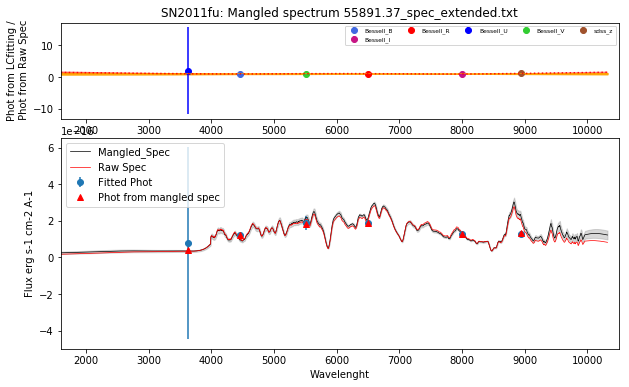 SN2011fu: Mangled spectrum 55891.37_spec_extended.txt
Phot from LCfitting /
Phot from Raw Spec
10
0
−10
Bessell_B Bessell_R Bessell_U Bessell_V sdss_z
Bessell_I
2000 3000 4000 5000 6000 7000 8000 9000 10000
1e−16
Flux erg s-1 cm-2 A-1
6
4
2
0
−2
−4
Mangled_Spec
Raw Spec
Fitted Phot
Phot from mangled spec
2000 3000 4000 5000 6000 7000 8000 9000 10000
Wavelenght